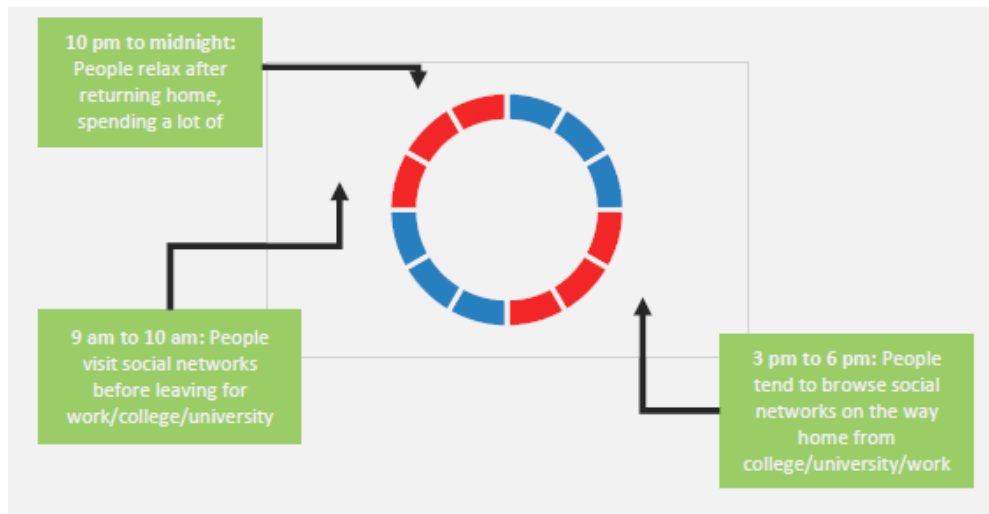 10 pm to midnight:
People relax after
returning home,
spending a lot of
9 am to 10 am: People
visit social networks
before leaving for
work/college/university
3 pm to 6 pm: People
tend to browse social
networks on the way
home from
college/university/work